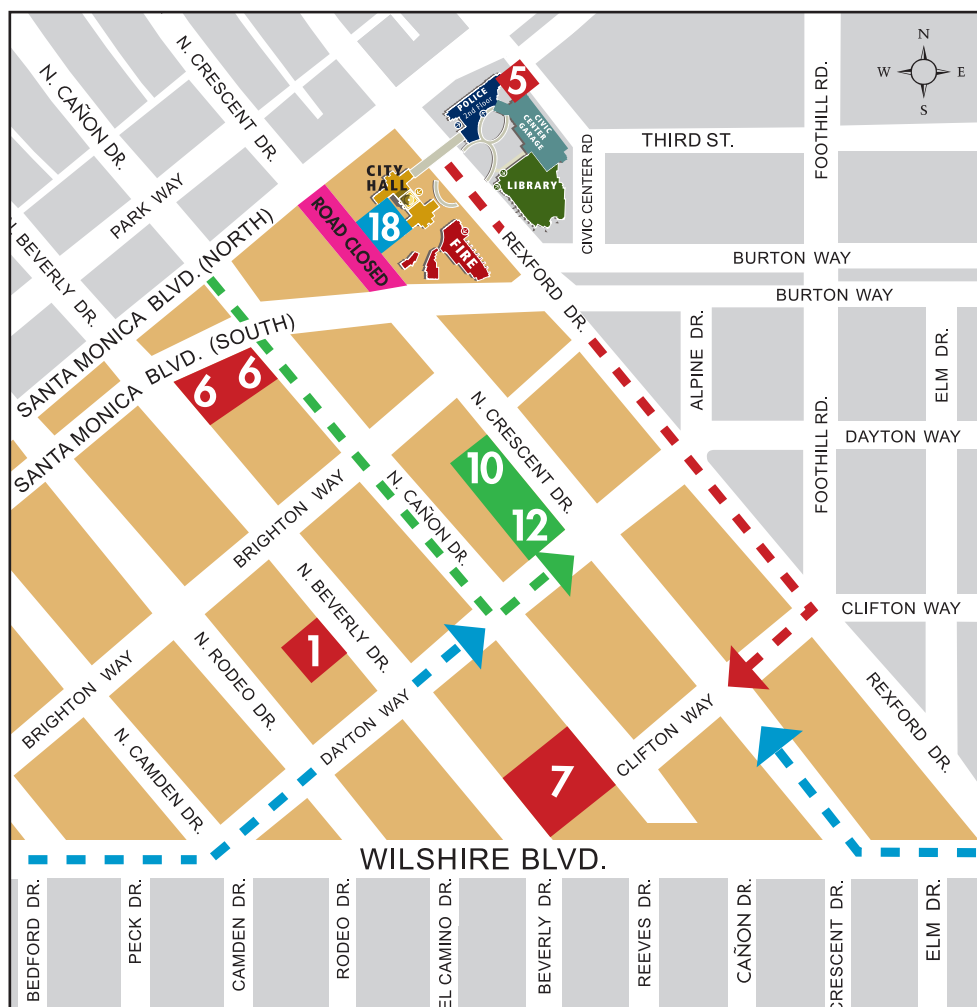 N. CAÑON DR.
N. CRESCENT DR.
FOOTHILL RD.
N
W
E
S
5
POLICE
2nd Floor
CIVIC
CENTER
GARAGE
THIRD ST.
CIVIC CENTER RD
LIBRARY
CITY
HALL
18
FIRE
ROAD CLOSED
PARK WAY
BEVERLY DR.
SANTA MONICA BLVD. (NORTH)
SANTA MONICA BLVD. (SOUTH)
REXFORD DR.
BURTON WAY
BURTON WAY
ALPINE DR.
FOOTHILL RD.
ELM DR.
DAYTON WAY
6 6
N. CRESCENT DR.
10
12
N. CAÑON DR.
BRIGHTON WAY
N. BEVERLY DR.
1
N. RODEO DR.
BRIGHTON WAY
N. CAMDEN DR.
DAYTON WAY
CLIFTON WAY
CLIFTON WAY
REXFORD DR.
7
WILSHIRE BLVD.
BEDFORD DR.
PECK DR.
CAMDEN DR.
RODEO DR.
EL CAMINO DR.
BEVERLY DR.
REEVES DR.
CAÑON DR.
CRESCENT DR.
ELM DR.